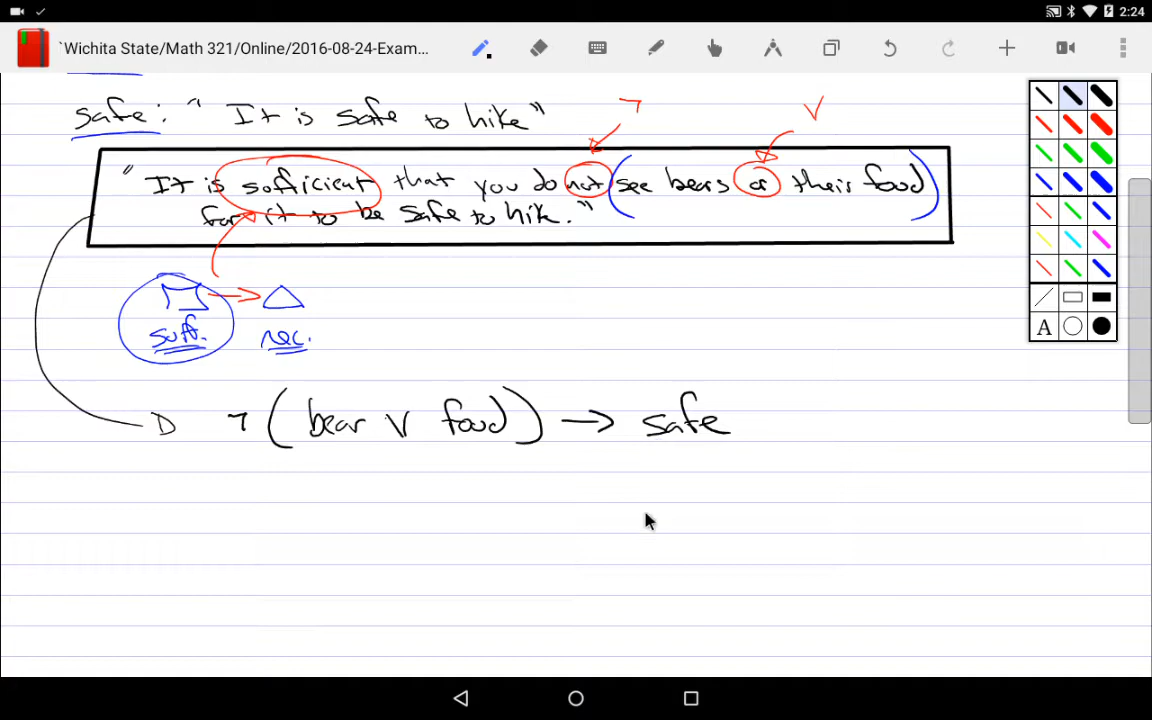 2:24
`Wichita State/Math 321/Online/2016-08-24-Exam…
safe: " It is safe to hike"
¬
V
" It is sufficient that you do not (see bears or their food)
for it to be safe to hike."
suff. nec.
¬ ( bear V food ) → safe
A